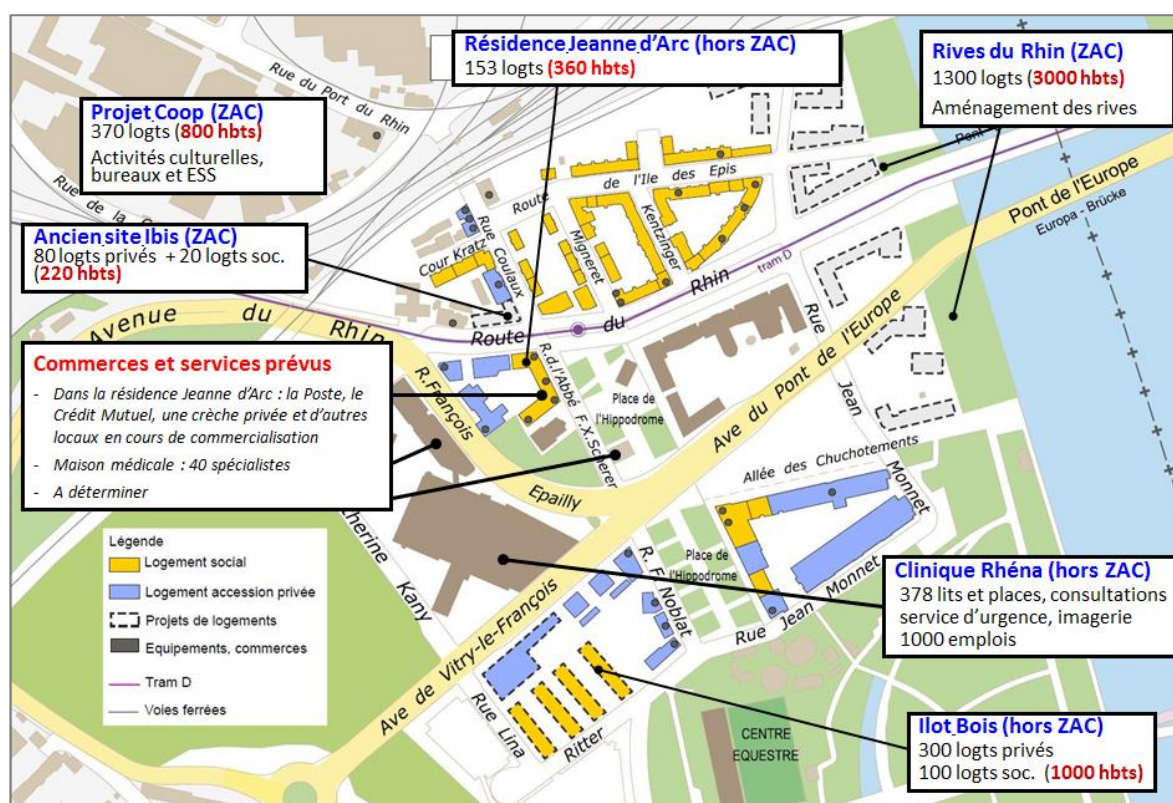 Résidence Jeanne d'Arc (hors ZAC)
153 logts (360 hbts)
Rives du Rhin (ZAC)
1300 logts (3000 hbts)
Aménagement des rives
Projet Coop (ZAC)
370 logts (800 hbts)
Activités culturelles,
bureaux et ESS
Ancien site Ibis (ZAC)
80 logts privés + 20 logts soc.
(220 hbts)
Commerces et services prévus
- Dans la résidence Jeanne d'Arc : la Poste, le
Crédit Mutuel, une crèche privée et d'autres
locaux en cours de commercialisation
- Maison médicale : 40 spécialistes
- A déterminer
Légende
Logement social
Logement accession privée
Projets de logements
Equipements, commerces
Tram D
Voies ferrées
Clinique Rhéna (hors ZAC)
378 lits et places, consultations
service d'urgence, imagerie
1000 emplois
Ilot Bois (hors ZAC)
300 logts privés
100 logts soc. (1000 hbts)
Rue du Port du Rhin
Rue de la
Route de l'Ile des Epis
Cour Kratz
Rue Coulaux
Migneret
Kentzinger
Avenue du Rhin
Route du Rhin
tram D
Pont
Pont de l'Europe
Europa - Brücke
R. François Epailly
R.d.l'Abbé F.X.Scherer
Place de
l'Hippodrome
Ave du Pont de l'Europe
Rue Jean Monnet
Allée des Chuchotements
Place de
l'Hippodrome
R. F. Noblat
Rue Jean Monnet
Ave de Vitry-le-François
therine Kany
Rue Lina Ritter
CENTRE
EQUESTRE